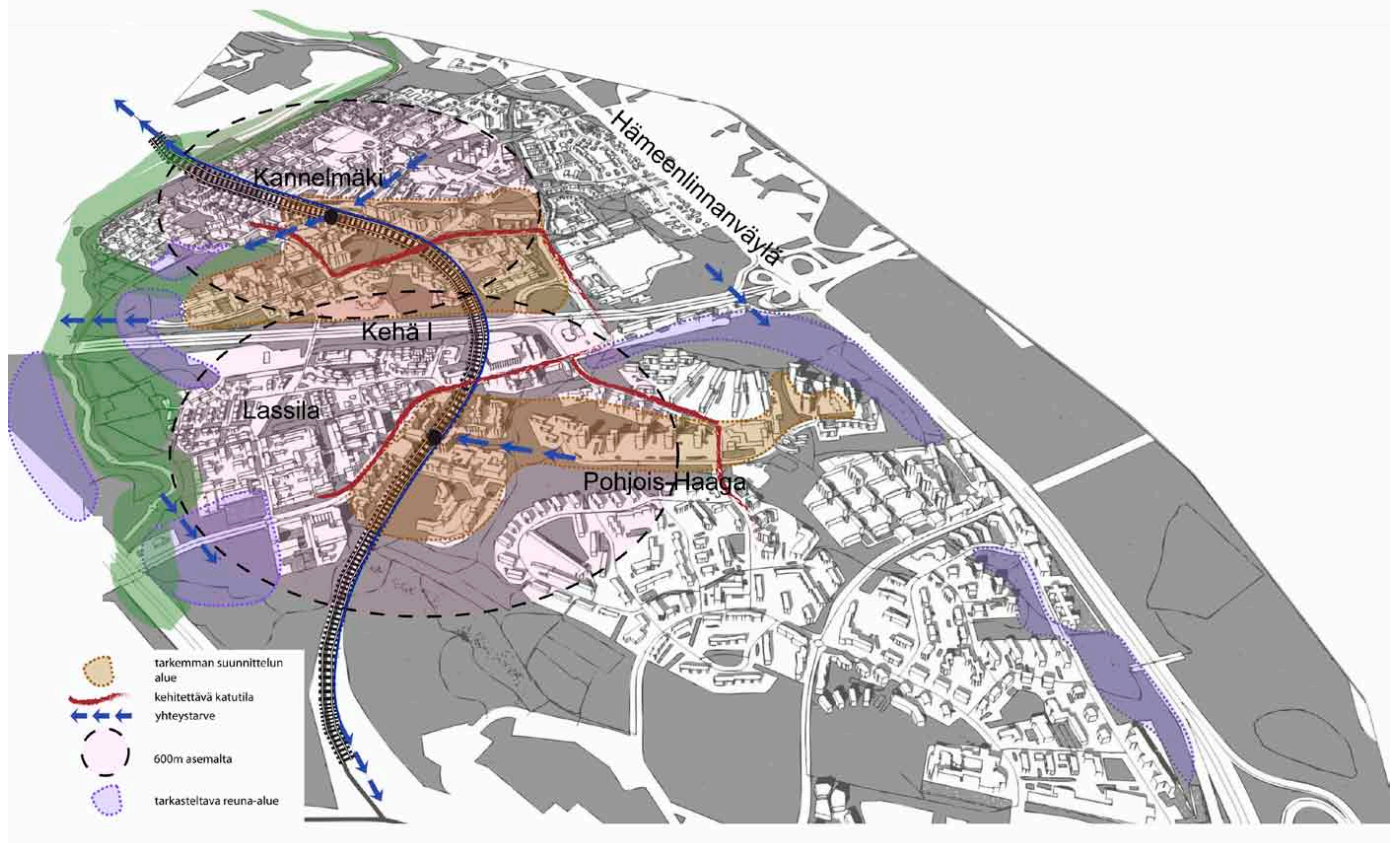 Hämeenlinnanväylä
Kannelmäki
Kehä I
Lassila
Pohjois-Haaga
tarkemman suunnittelun
alue
kehitettävä katutila
yhteystarve
600m asemalta
tarkasteltava reuna-alue